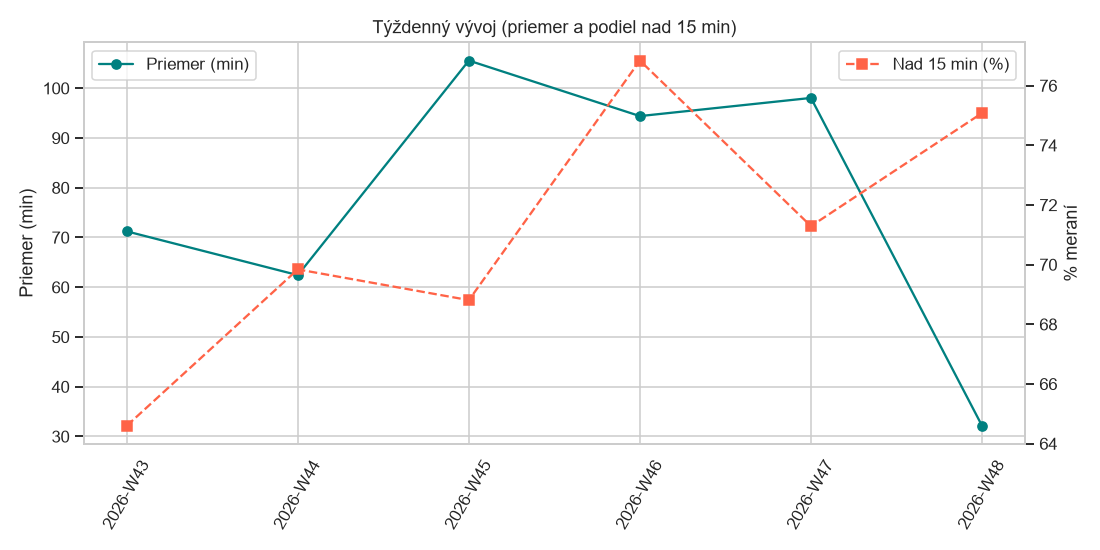 Týždenný vývoj (priemer a podiel nad 15 min)
Priemer (min)
Nad 15 min (%)
100
90
80
70
60
50
40
30
Priemer (min)
76
74
72
70
68
66
64
% meraní
2026-W43
2026-W44
2026-W45
2026-W46
2026-W47
2026-W48